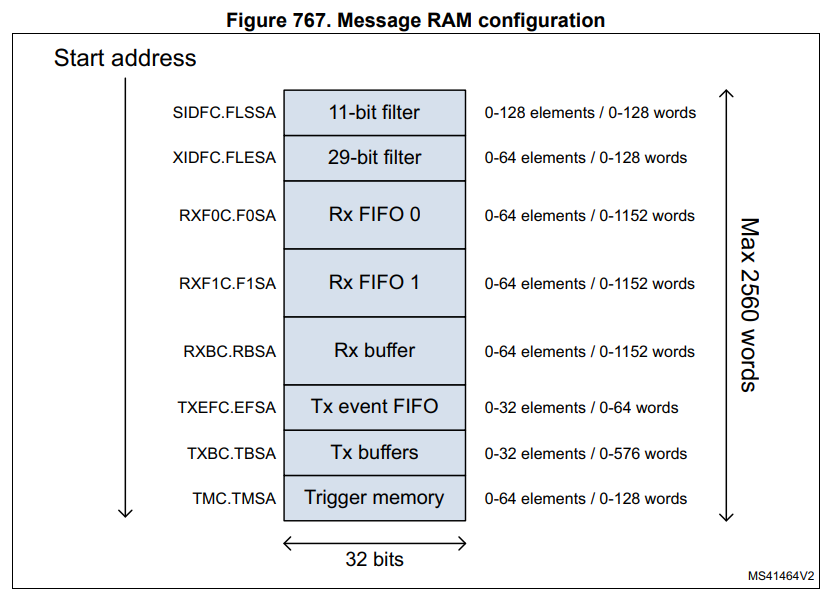 Figure 767. Message RAM configuration
Start address
SIDFC.FLSSA 11-bit filter 0-128 elements / 0-128 words
XIDFC.FLESA 29-bit filter 0-64 elements / 0-128 words
RXF0C.F0SA Rx FIFO 0 0-64 elements / 0-1152 words
RXF1C.F1SA Rx FIFO 1 0-64 elements / 0-1152 words
RXBC.RBSA Rx buffer 0-64 elements / 0-1152 words
TXEFC.EFSA Tx event FIFO 0-32 elements / 0-64 words
TXBC.TBSA Tx buffers 0-32 elements / 0-576 words
TMC.TMSA Trigger memory 0-64 elements / 0-128 words
Max 2560 words
32 bits
MS41464V2